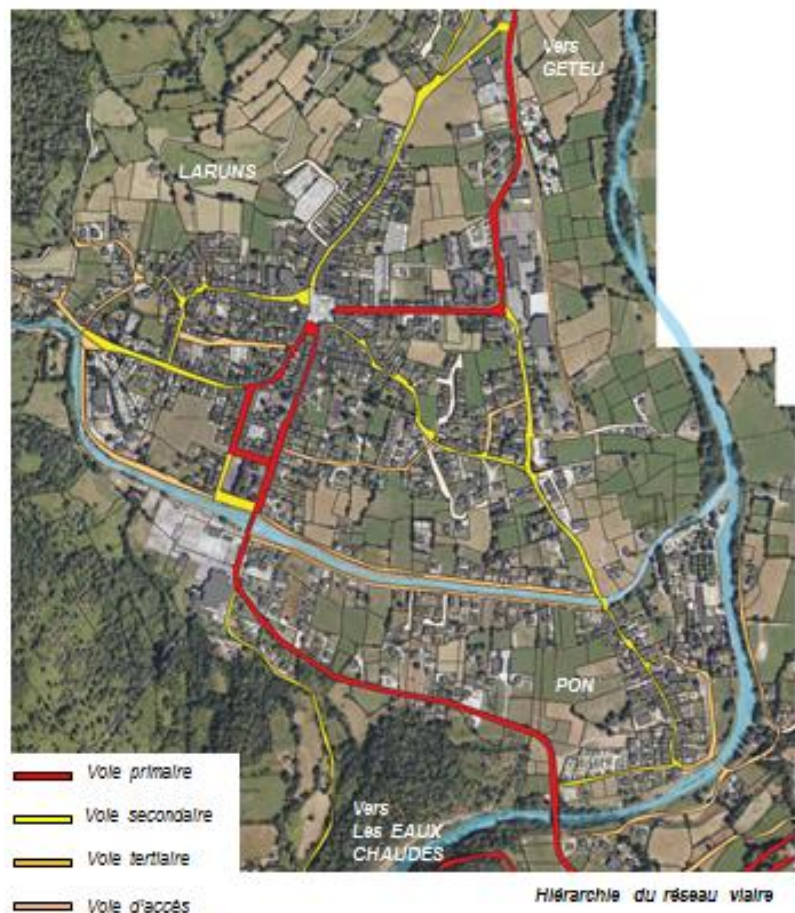 Vers
GETEU
LARUNS
PON
Voie primaire
Voie secondaire
Voie tertiaire
Voie d'accès
Vers
Les EAUX
CHAUDES
Hiérarchie du réseau viaire